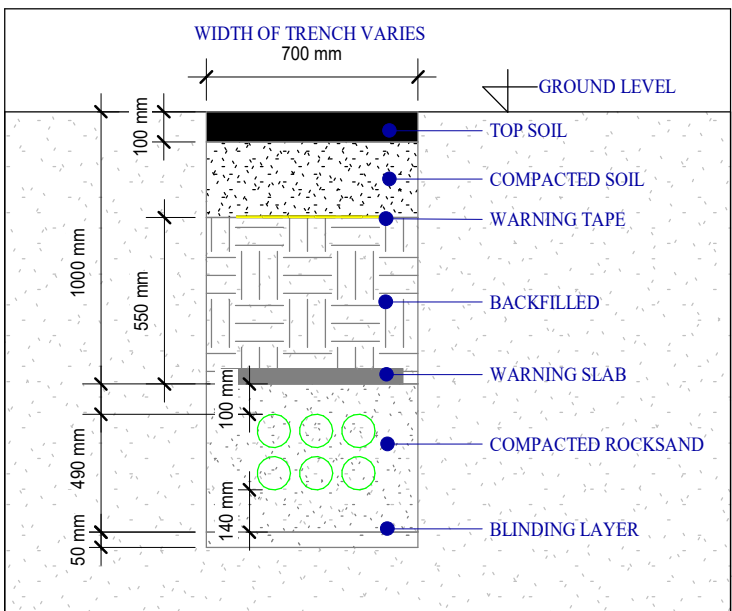 WIDTH OF TRENCH VARIES
700 mm
GROUND LEVEL
100 mm
TOP SOIL
COMPACTED SOIL
WARNING TAPE
1000 mm
550 mm
BACKFILLED
WARNING SLAB
100 mm
COMPACTED ROCKSAND
490 mm
140 mm
BLINDING LAYER
50 mm